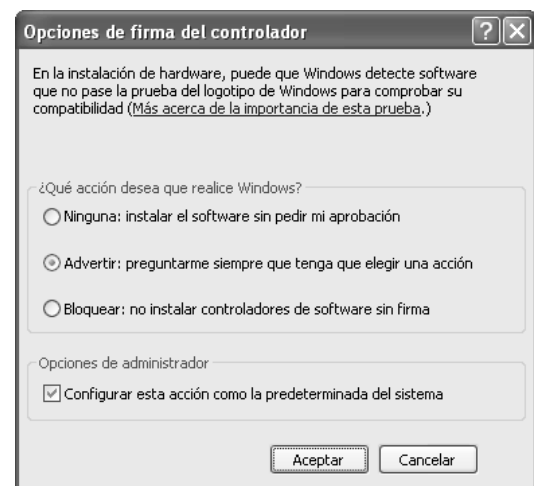 Opciones de firma del controlador
En la instalación de hardware, puede que Windows detecte software
que no pase la prueba del logotipo de Windows para comprobar su
compatibilidad (Más acerca de la importancia de esta prueba.)
¿Qué acción desea que realice Windows?
Ninguna: instalar el software sin pedir mi aprobación
Advertir: preguntarme siempre que tenga que elegir una acción
Bloquear: no instalar controladores de software sin firma
Opciones de administrador
Configurar esta acción como la predeterminada del sistema
Aceptar Cancelar